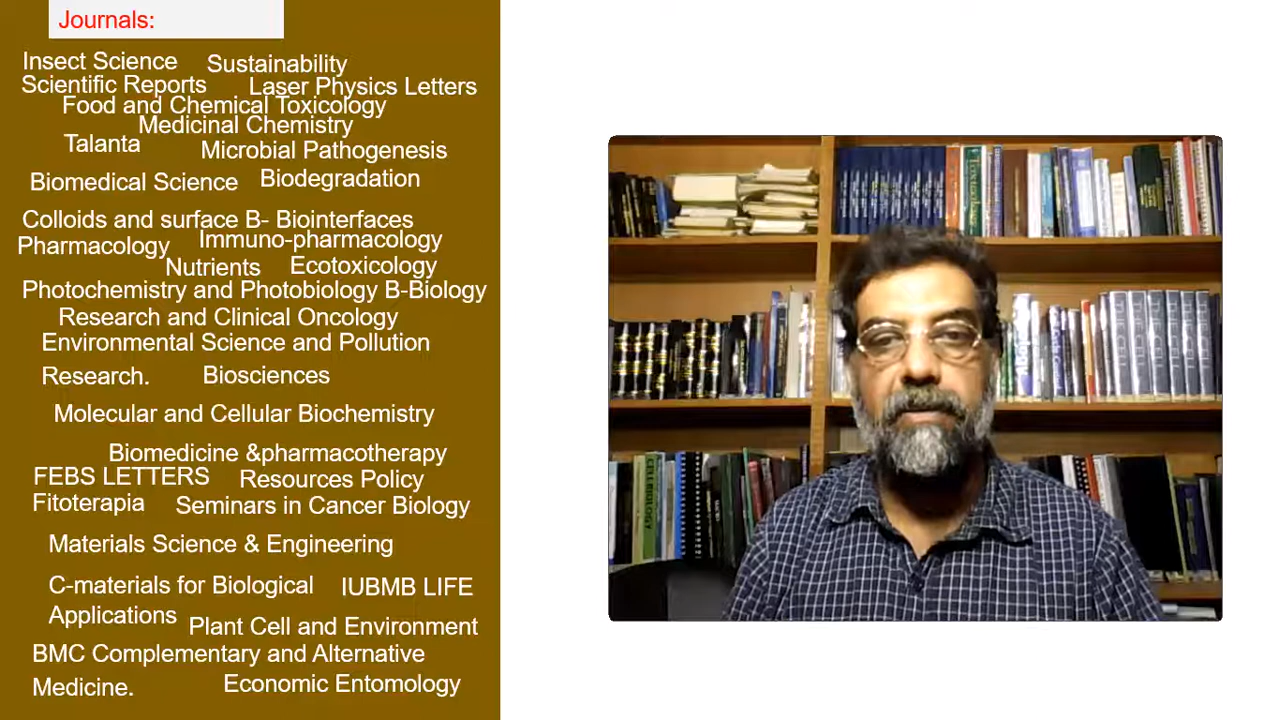 Journals:
Insect Science Sustainability
Scientific Reports Laser Physics Letters
Food and Chemical Toxicology
Medicinal Chemistry
Talanta Microbial Pathogenesis
Biomedical Science Biodegradation
Colloids and surface B- Biointerfaces
Pharmacology Immuno-pharmacology
Nutrients Ecotoxicology
Photochemistry and Photobiology B-Biology
Research and Clinical Oncology
Environmental Science and Pollution
Research. Biosciences
Molecular and Cellular Biochemistry
Biomedicine &pharmacotherapy
FEBS LETTERS Resources Policy
Fitoterapia Seminars in Cancer Biology
Materials Science & Engineering
C-materials for Biological IUBMB LIFE
Applications Plant Cell and Environment
BMC Complementary and Alternative
Medicine. Economic Entomology
CELL BIOLOGY
THE CELL